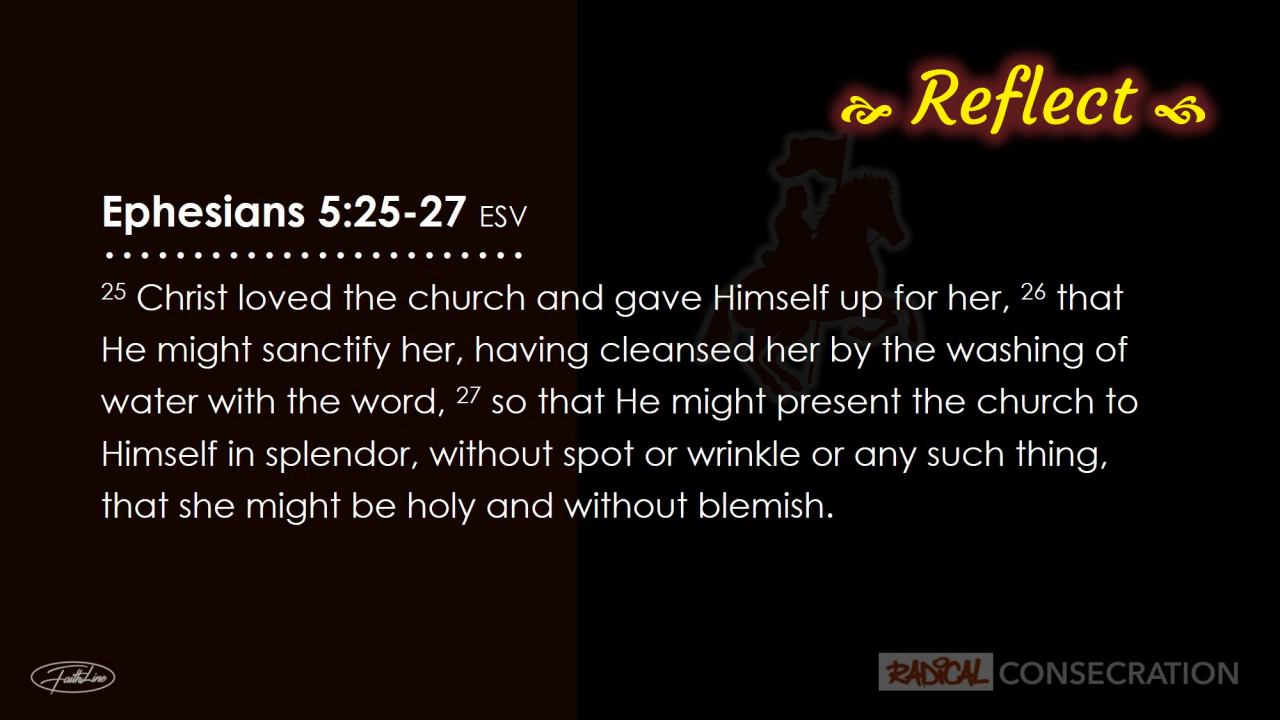 Reflect
Ephesians 5:25-27 ESV
25 Christ loved the church and gave Himself up for her, 26 that
He might sanctify her, having cleansed her by the washing of
water with the word, 27 so that He might present the church to
Himself in splendor, without spot or wrinkle or any such thing,
that she might be holy and without blemish.
FaithLine
RADICAL CONSECRATION